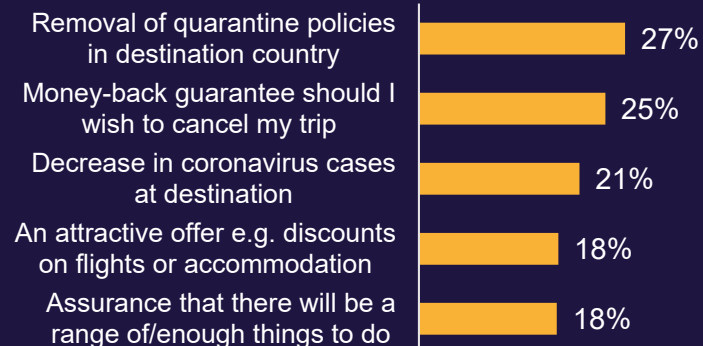 Removal of quarantine policies
in destination country
27%
Money-back guarantee should I
wish to cancel my trip
25%
Decrease in coronavirus cases
at destination
21%
An attractive offer e.g. discounts
on flights or accommodation
18%
Assurance that there will be a
range of/enough things to do
18%